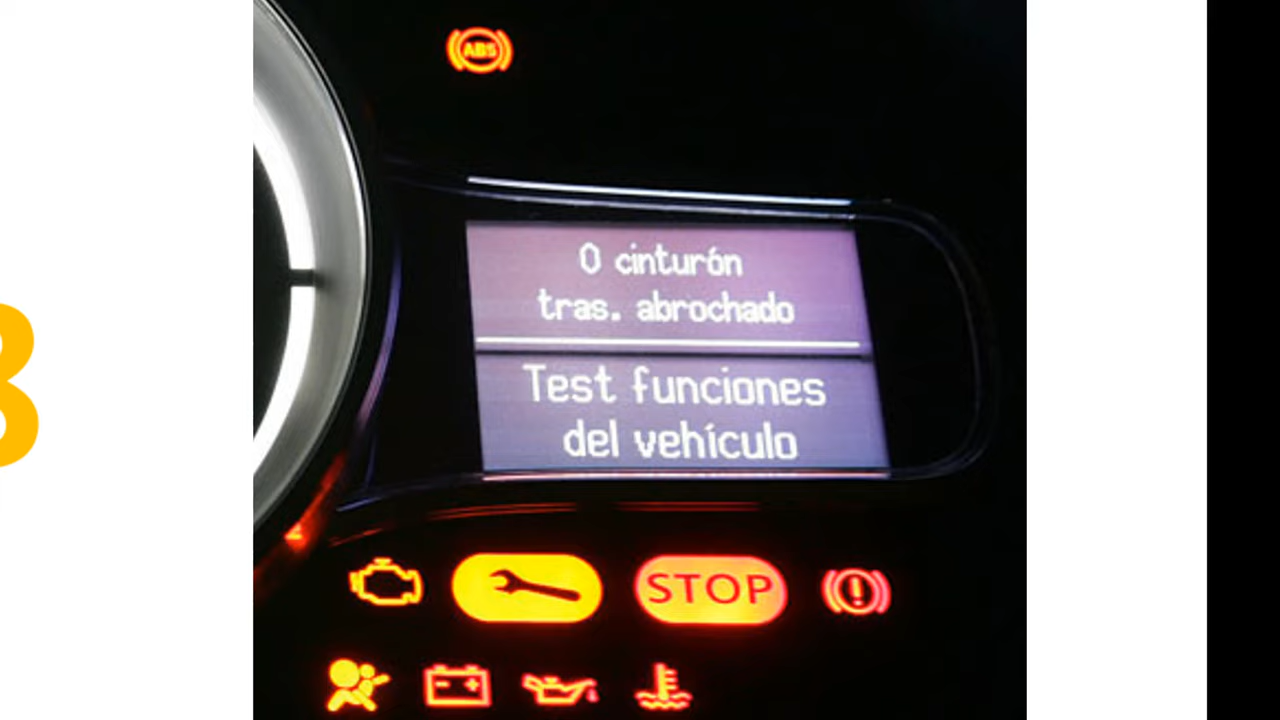 ABS
0 cinturón
tras. abrochado
Test funciones
del vehículo
STOP